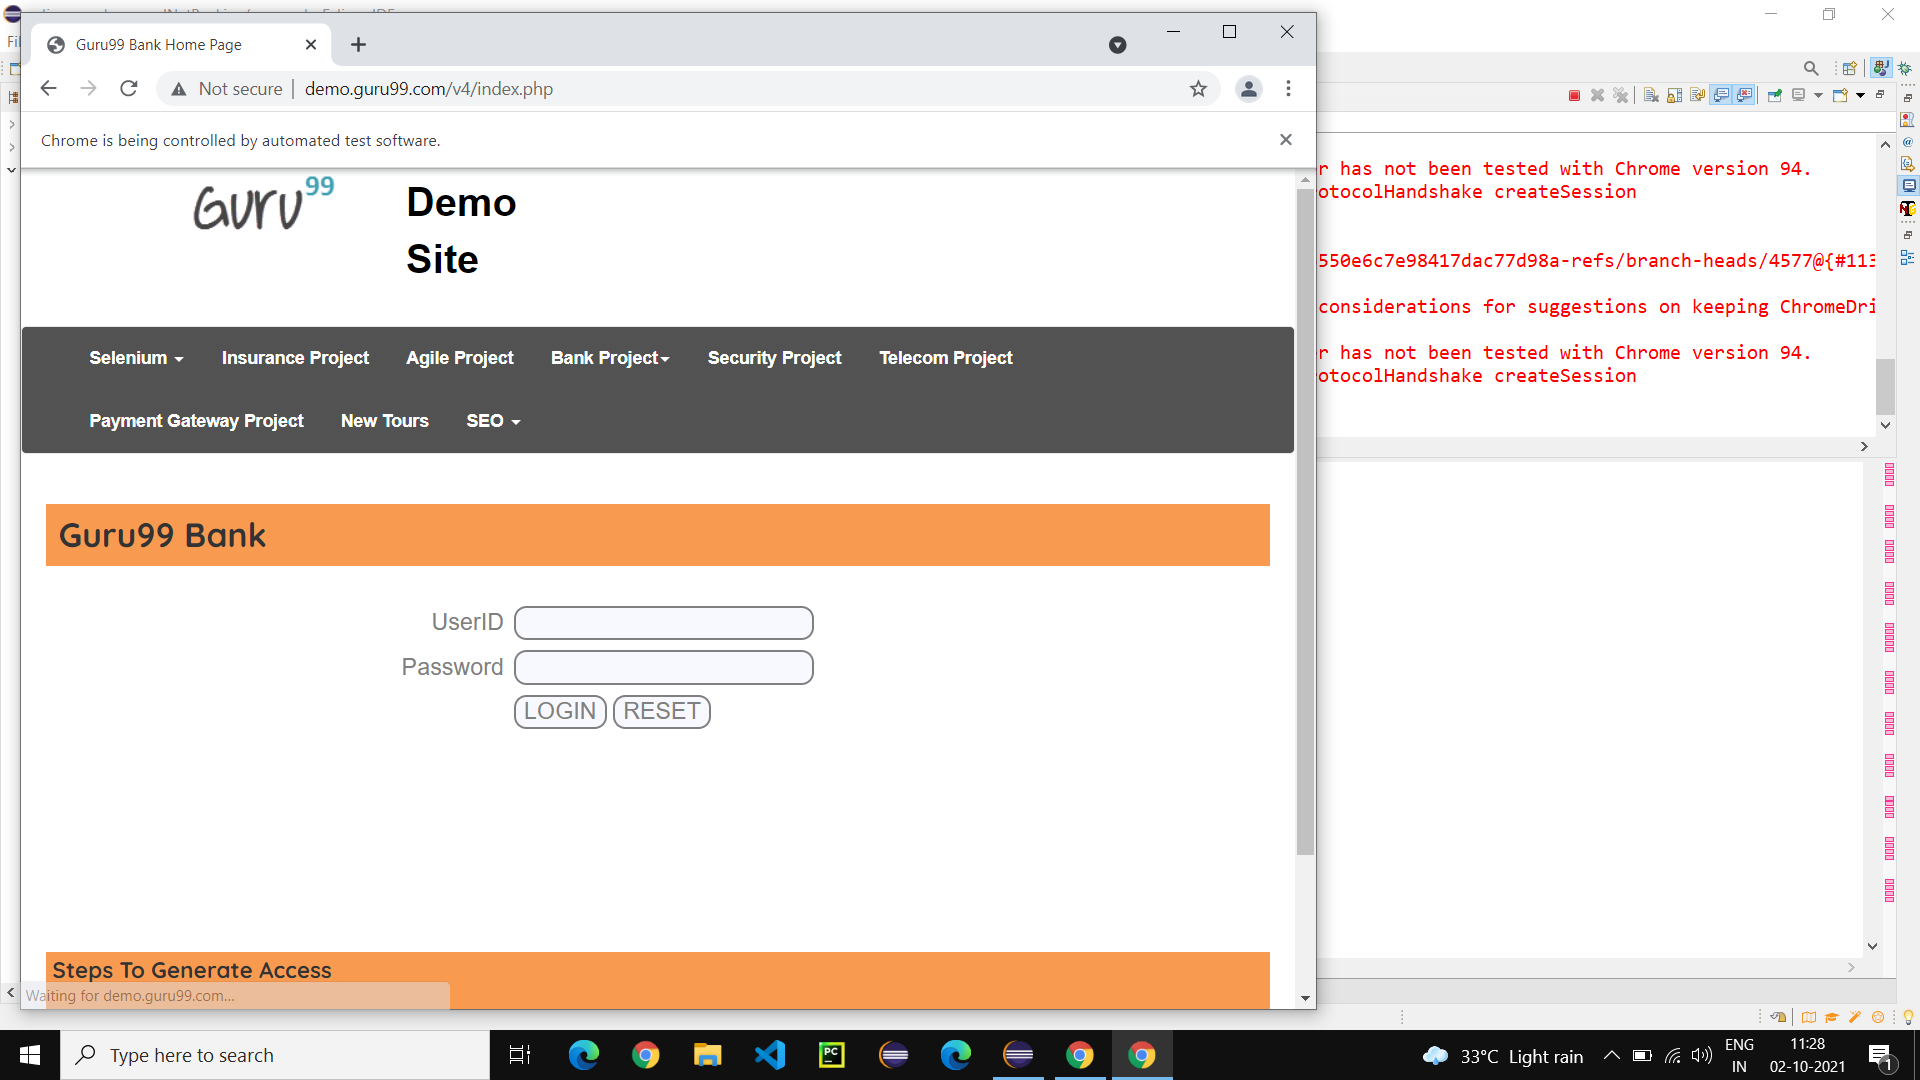 Guru99 Bank Home Page
Not secure | demo.guru99.com/v4/index.php
Chrome is being controlled by automated test software.
Guru99
Demo
Site
Selenium
Insurance Project
Agile Project
Bank Project
Security Project
Telecom Project
Payment Gateway Project
New Tours
SEO
Guru99 Bank
UserID
Password
LOGIN
RESET
Steps To Generate Access
Waiting for demo.guru99.com...
r has not been tested with Chrome version 94.
otocolHandshake createSession
550e6c7e98417dac77d98a-refs/branch-heads/4577@{#113
considerations for suggestions on keeping ChromeDri
r has not been tested with Chrome version 94.
otocolHandshake createSession
Type here to search
33°C Light rain
ENG
IN
11:28
02-10-2021
1